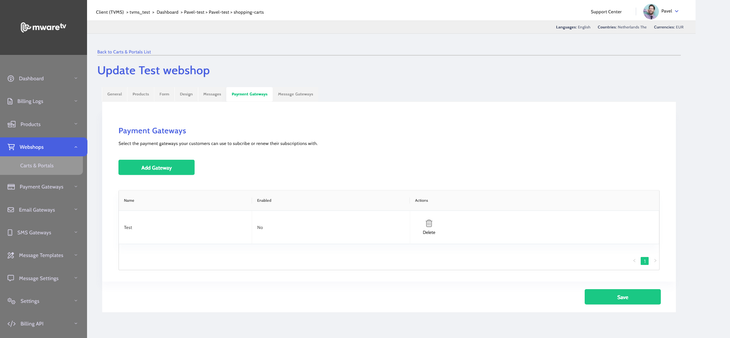 mwaretv
Client (TVMS) > tvms_test > Dashboard > Pavel-test > Pavel-test > shopping-carts
Support Center
Pavel
Languages: English
Countries: Netherlands The
Currencies: EUR
Back to Carts & Portals List
Update Test webshop
General
Products
Form
Design
Messages
Payment Gateways
Message Gateways
Dashboard
Billing Logs
Products
Webshops
Carts & Portals
Payment Gateways
Email Gateways
SMS Gateways
Message Templates
Message Settings
Settings
Billing API
Payment Gateways
Select the payment gateways your customers can use to subscribe or renew their subscriptions with.
Add Gateway
Name
Enabled
Actions
Test
No
Delete
1
Save